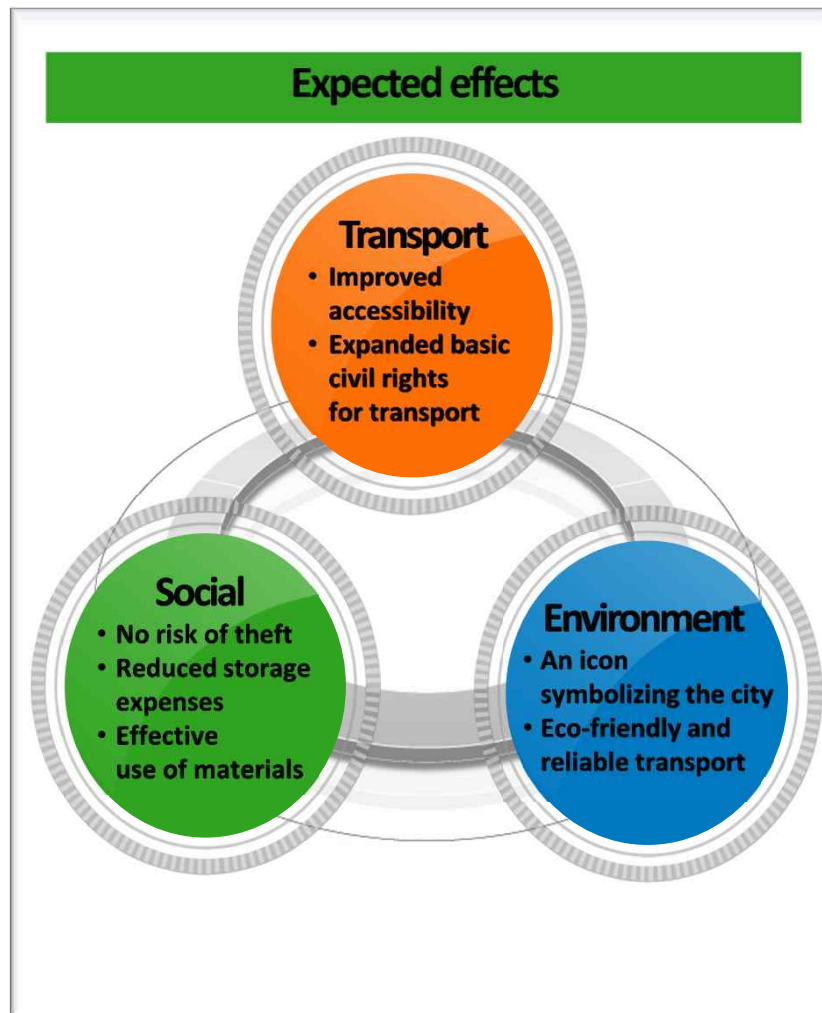 Expected effects
Transport
• Improved
accessibility
• Expanded basic
civil rights
for transport
Social
• No risk of theft
• Reduced storage
expenses
• Effective
use of materials
Environment
• An icon
symbolizing the city
• Eco-friendly and
reliable transport